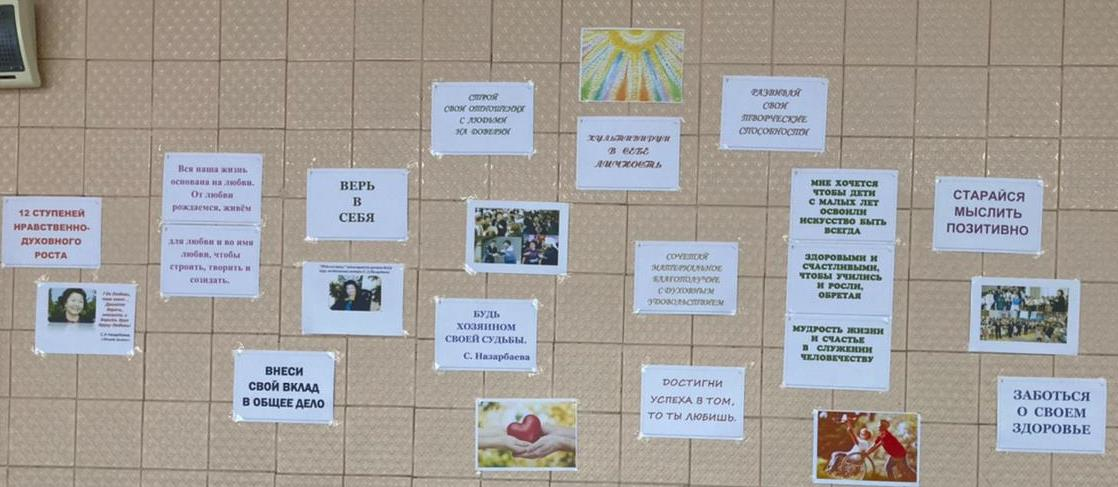 12 СТУПЕНЕЙ
НРАВСТВЕННО-
ДУХОВНОГО
РОСТА
Вся наша жизнь
основана на любви.
От любви
рождаемся, живём
для любви и во имя
любви, чтобы
строить, творить и
созидать.
ВНЕСИ
СВОЙ ВКЛАД
В ОБЩЕЕ ДЕЛО
ВЕРЬ
В
СЕБЯ
СТРОЙ
СВОИ ОТНОШЕНИЯ
С ЛЮДЬМИ
НА ДОВЕРИИ
БУДЬ
ХОЗЯИНОМ
СВОЕЙ СУДЬБЫ.
С. Назарбаева
КУЛЬТИВИРУЙ
В СЕБЕ
ЛИЧНОСТЬ
СОЧЕТАЙ
МАТЕРИАЛЬНОЕ
БЛАГОПОЛУЧИЕ
С ДУХОВНЫМ
УДОВОЛЬСТВИЕМ
ДОСТИГНИ
УСПЕХА В ТОМ,
ТО ТЫ ЛЮБИШЬ.
РАЗВИВАЙ
СВОИ
ТВОРЧЕСКИЕ
СПОСОБНОСТИ
МНЕ ХОЧЕТСЯ
ЧТОБЫ ДЕТИ
С МАЛЫХ ЛЕТ
ОСВОИЛИ
ИСКУССТВО БЫТЬ
ВСЕГДА
ЗДОРОВЫМИ И
СЧАСТЛИВЫМИ,
ЧТОБЫ УЧИЛИСЬ
И РОСЛИ,
ОБРЕТАЯ
МУДРОСТЬ ЖИЗНИ
И СЧАСТЬЕ
В СЛУЖЕНИИ
ЧЕЛОВЕЧЕСТВУ
СТАРАЙСЯ
МЫСЛИТЬ
ПОЗИТИВНО
ЗАБОТЬСЯ
О СВОЕМ
ЗДОРОВЬЕ